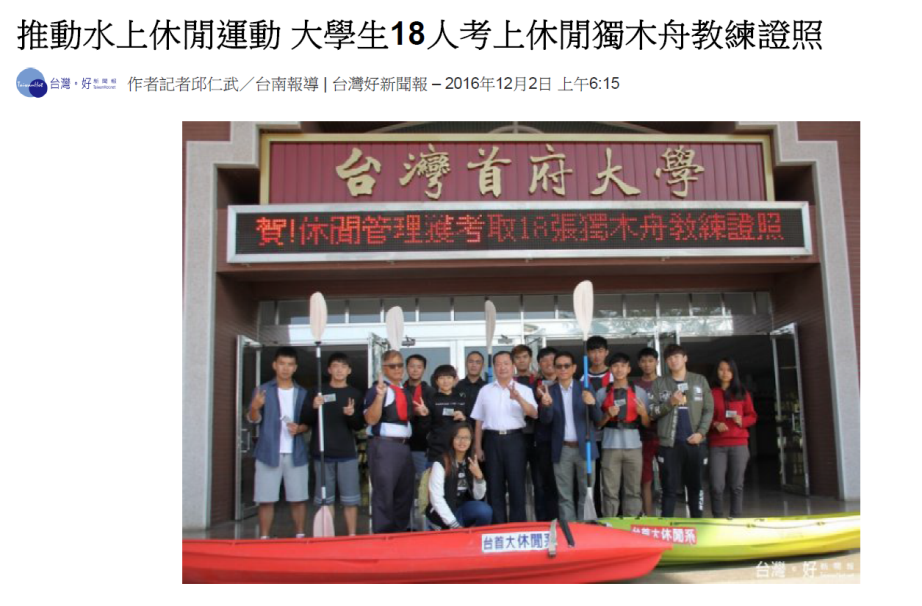 推動水上休閒運動 大學生18人考上休閒獨木舟教練證照
台灣。好新聞報 作者記者邱仁武／台南報導 | 台灣好新聞報 – 2016年12月2日 上午6:15
台灣首府大學
賀!休閒管理獲考取18張獨木舟教練證照
台首大休閒系
台首大休閒系
台灣。好新聞報